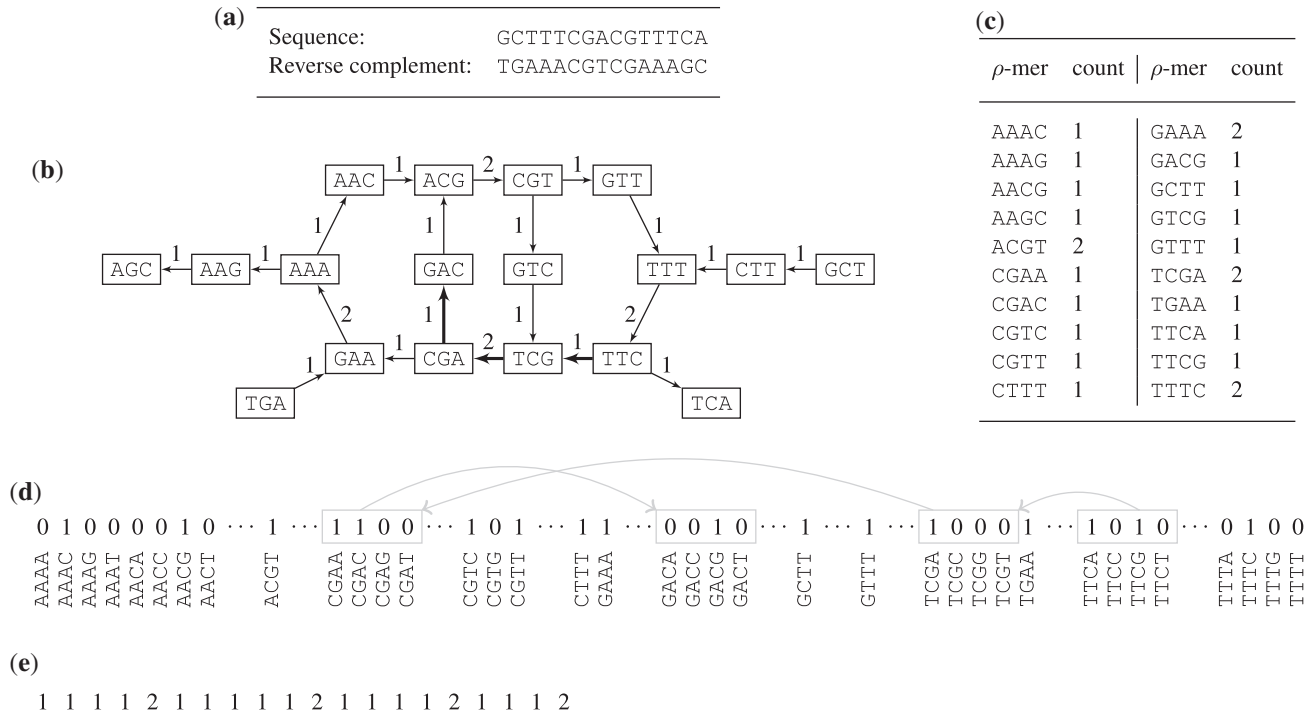 (a)
Sequence: GCTTTCGACGTTTCA
Reverse complement: TGAAACGTCGAAAGC
(b)
1 2 1
AAC ACG CGT GTT
1 1 1 1
1 1 1 1
AGC AAG AAA GAC GTC TTT CTT GCT
2 1 1 2
1 2 1
GAA CGA TCG TTC
1 1
TGA TCA
(c)
ρ-mer count ρ-mer count
AAAC 1 GAAA 2
AAAG 1 GACG 1
AACG 1 GCTT 1
AAGC 1 GTCG 1
ACGT 2 GTTT 1
CGAA 1 TCGA 2
CGAC 1 TGAA 1
CGTC 1 TTCA 1
CGTT 1 TTCG 1
CTTT 1 TTTC 2
(d)
0 1 0 0 0 0 1 0 ··· 1 ··· 1 1 0 0 ··· 1 0 1 ··· 1 1 ··· 0 0 1 0 ··· 1 ··· 1 ··· 1 0 0 0 1 ··· 1 0 1 0 ··· 0 1 0 0
AAAA AAAC AAAG AAAT AACA AACC AACG AACT ACGT CGAA CGAC CGAG CGAT CGTC CGTG CGTT CTTT GAAA GACA GACC GACG GACT GCTT GTTT TCGA TCGC TCGG TCGT TGAA TTCA TTCC TTCG TTCT TTTA TTTC TTTG TTTT
(e)
1 1 1 1 2 1 1 1 1 1 2 1 1 1 1 2 1 1 1 2